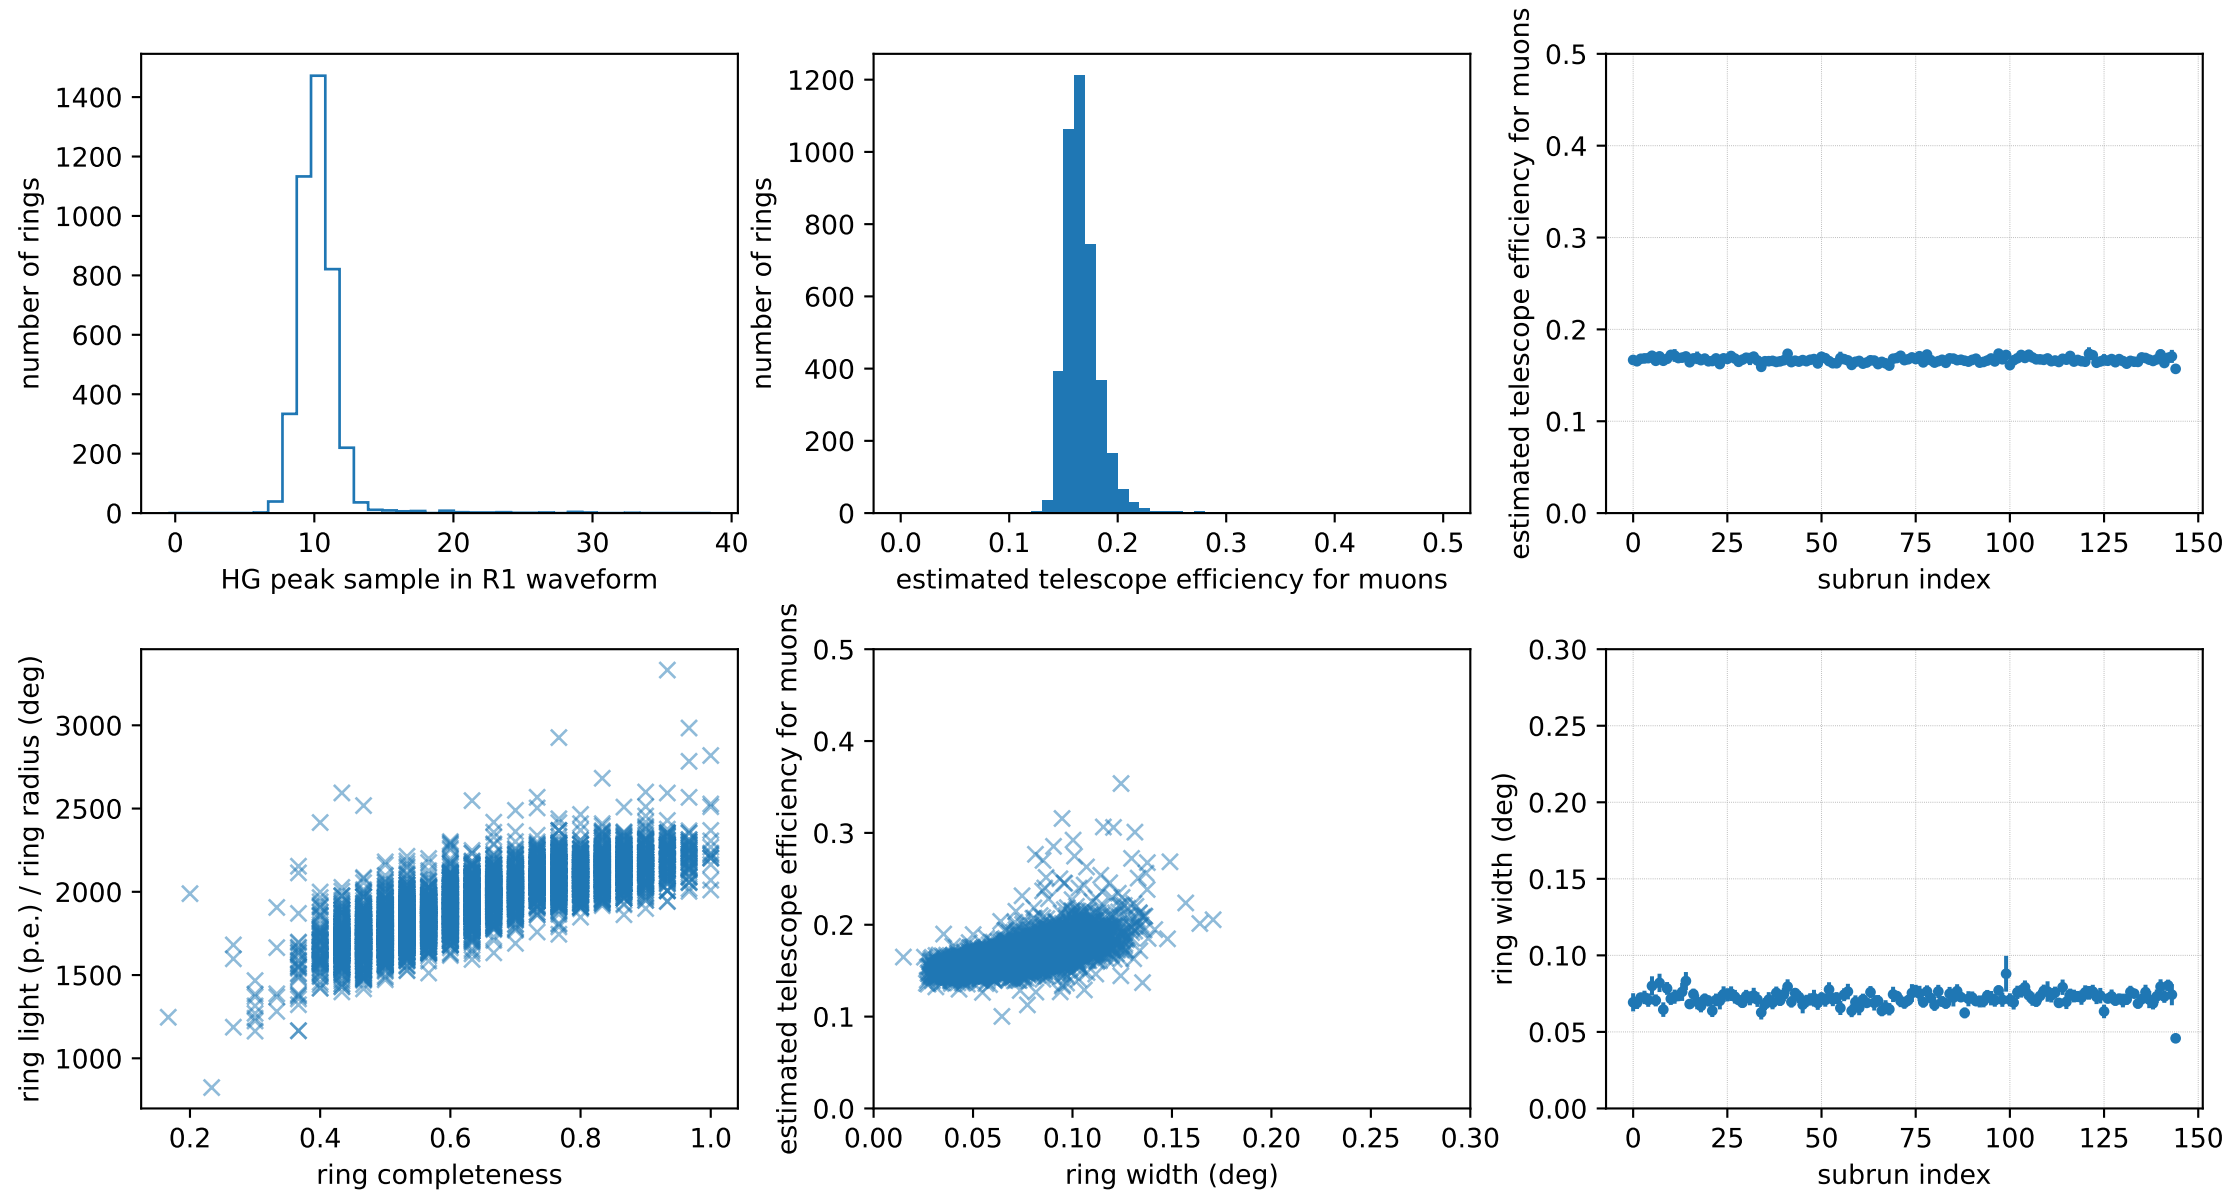 1400
1200
1000
800
600
400
200
0
number of rings
0 10 20 30 40
HG peak sample in R1 waveform
1200
1000
800
600
400
200
0
number of rings
0.0 0.1 0.2 0.3 0.4 0.5
estimated telescope efficiency for muons
0.5
0.4
0.3
0.2
0.1
0.0
estimated telescope efficiency for muons
0 25 50 75 100 125 150
subrun index
3000
2500
2000
1500
1000
ring light (p.e.) / ring radius (deg)
0.2 0.4 0.6 0.8 1.0
ring completeness
0.5
0.4
0.3
0.2
0.1
0.0
estimated telescope efficiency for muons
0.00 0.05 0.10 0.15 0.20 0.25 0.30
ring width (deg)
0.30
0.25
0.20
0.15
0.10
0.05
0.00
ring width (deg)
0 25 50 75 100 125 150
subrun index